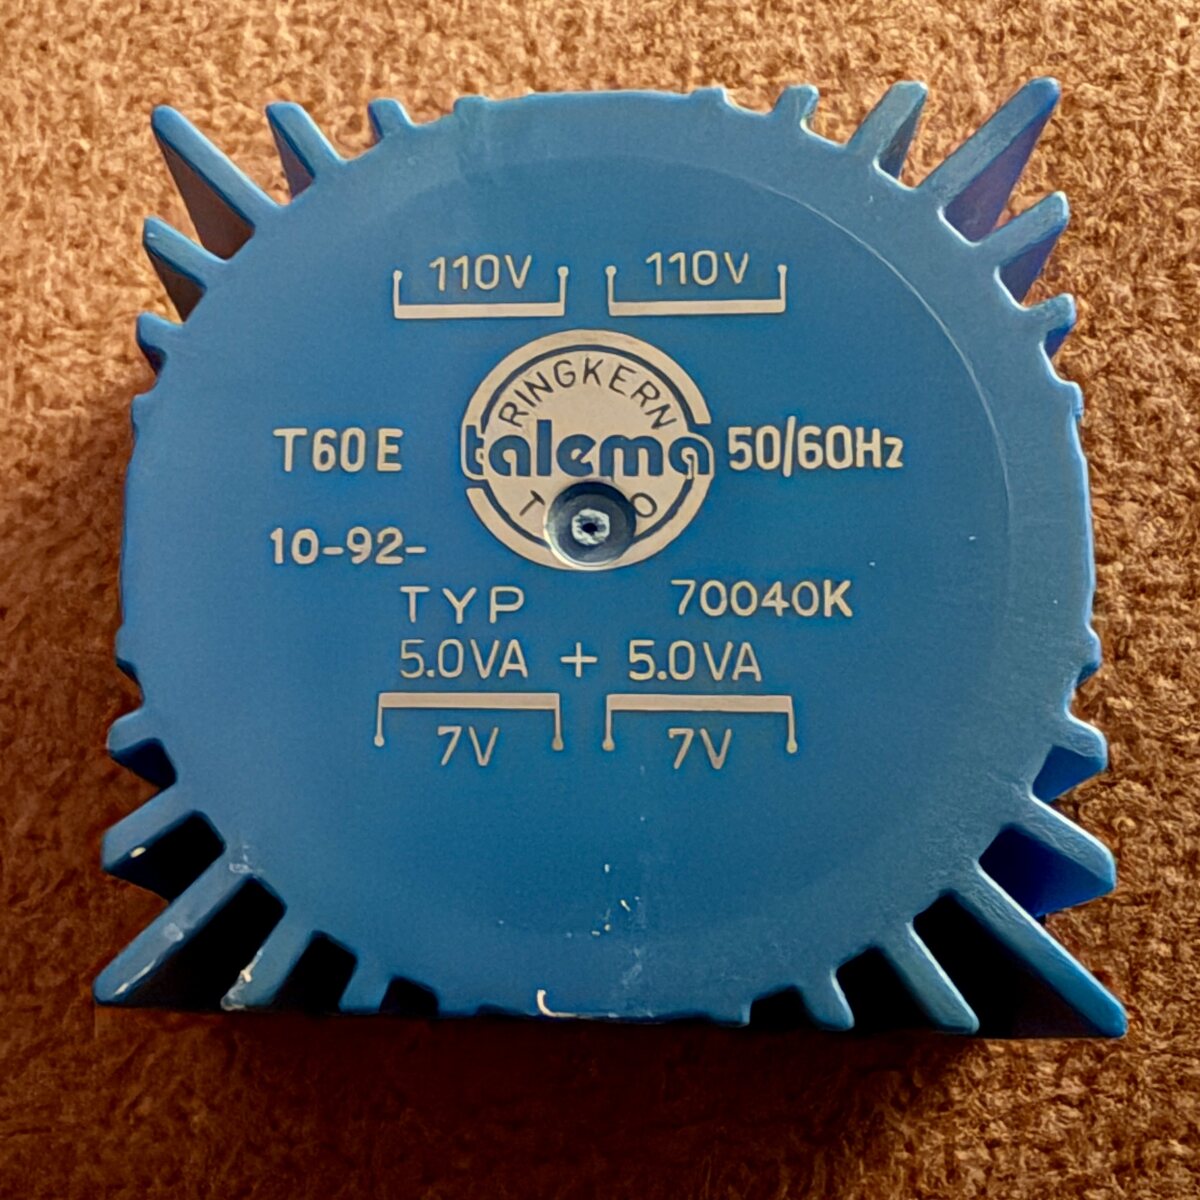 110V 110V
RINGKERN
talema
T60E 50/60Hz
10-92-
TYP 70040K
5.0VA + 5.0VA
7V 7V